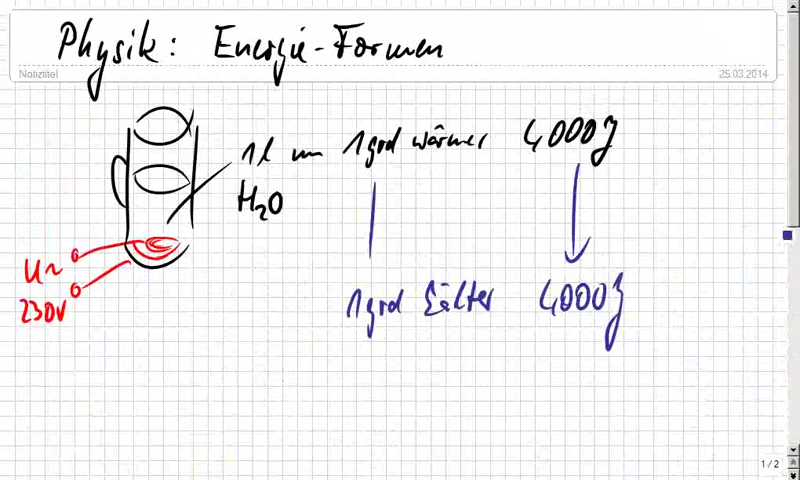 Physik: Energie-Formen
Notiztitel
25.03.2014
1l um 1grd wärmer 4000J
H₂O
U~
230V
1grd kälter 4000J
1 / 2